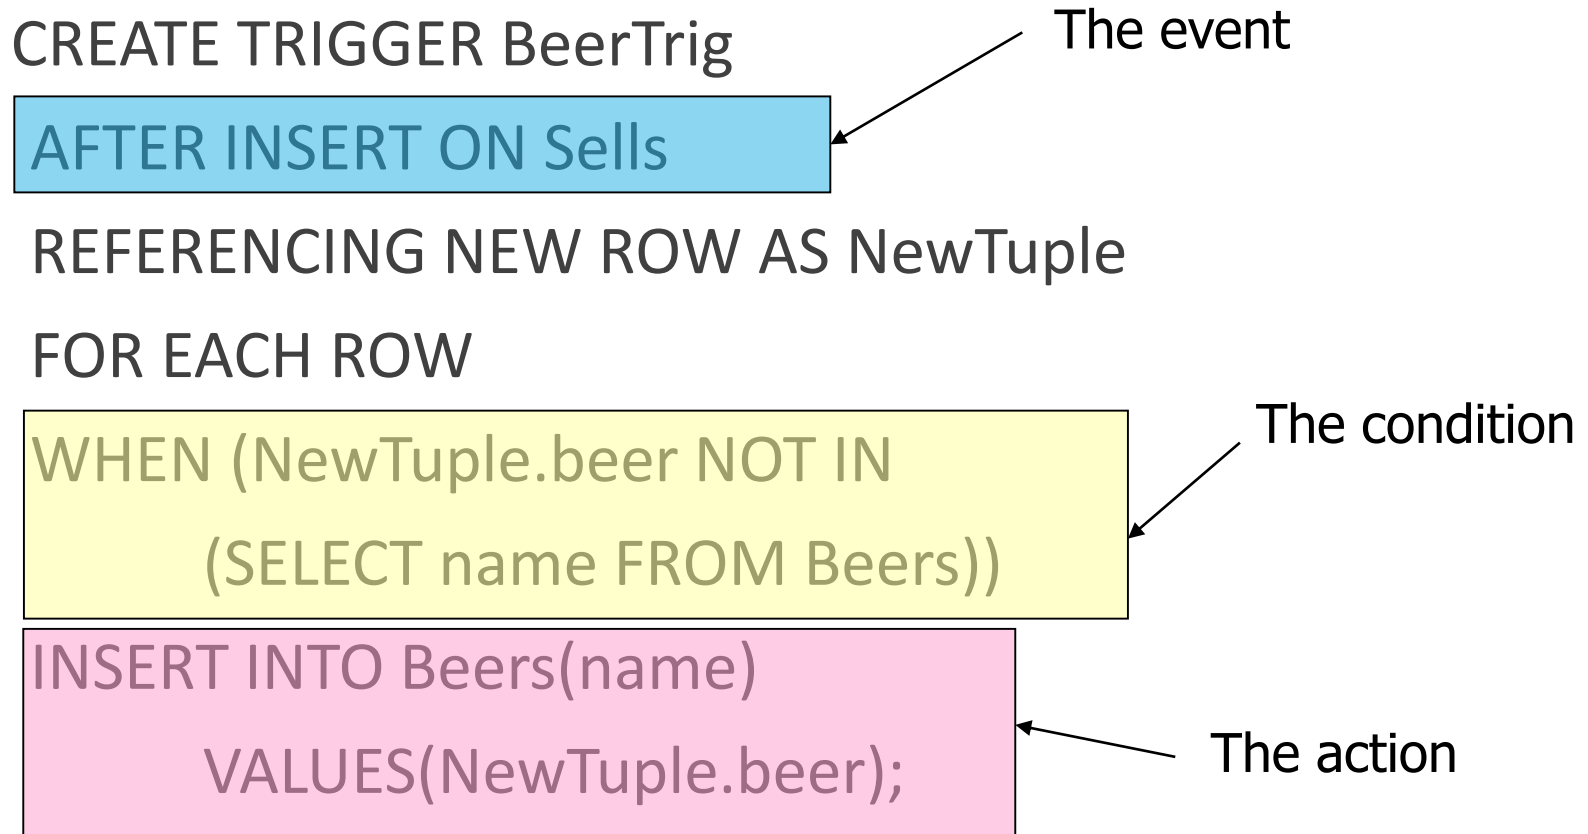 CREATE TRIGGER BeerTrig
The event
AFTER INSERT ON Sells
REFERENCING NEW ROW AS NewTuple
FOR EACH ROW
The condition
WHEN (NewTuple.beer NOT IN
(SELECT name FROM Beers))
INSERT INTO Beers(name)
The action
VALUES(NewTuple.beer);